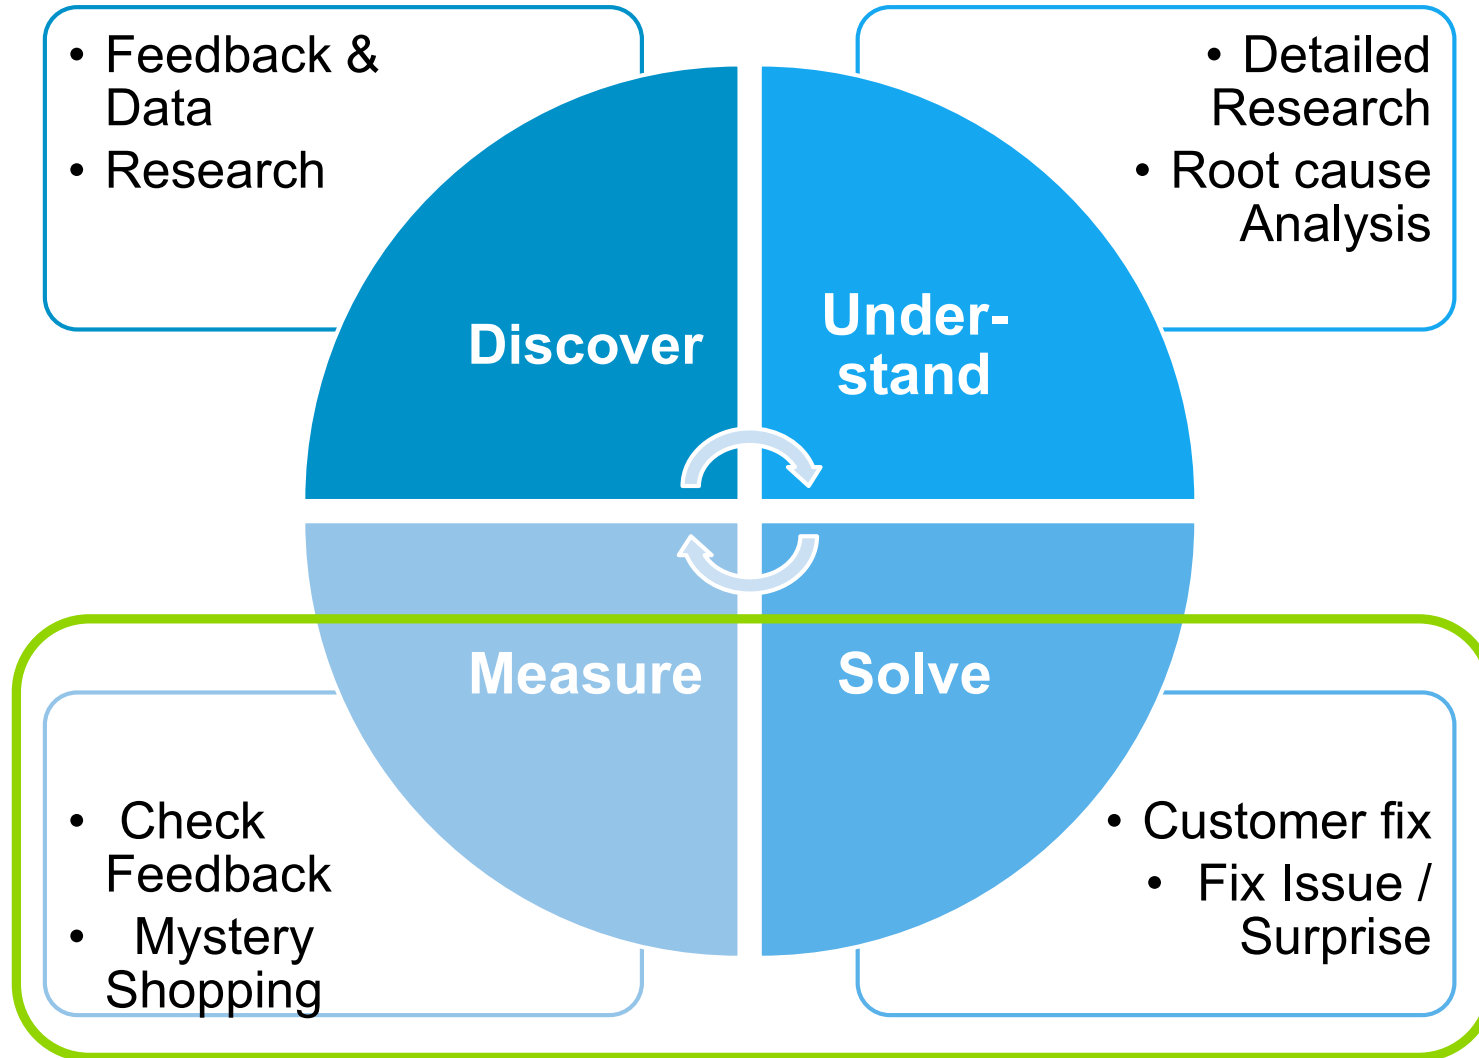 • Feedback &
Data
• Research
• Detailed
Research
• Root cause
Analysis
Discover
Under-
stand
Measure
Solve
• Check
Feedback
• Mystery
Shopping
• Customer fix
• Fix Issue /
Surprise